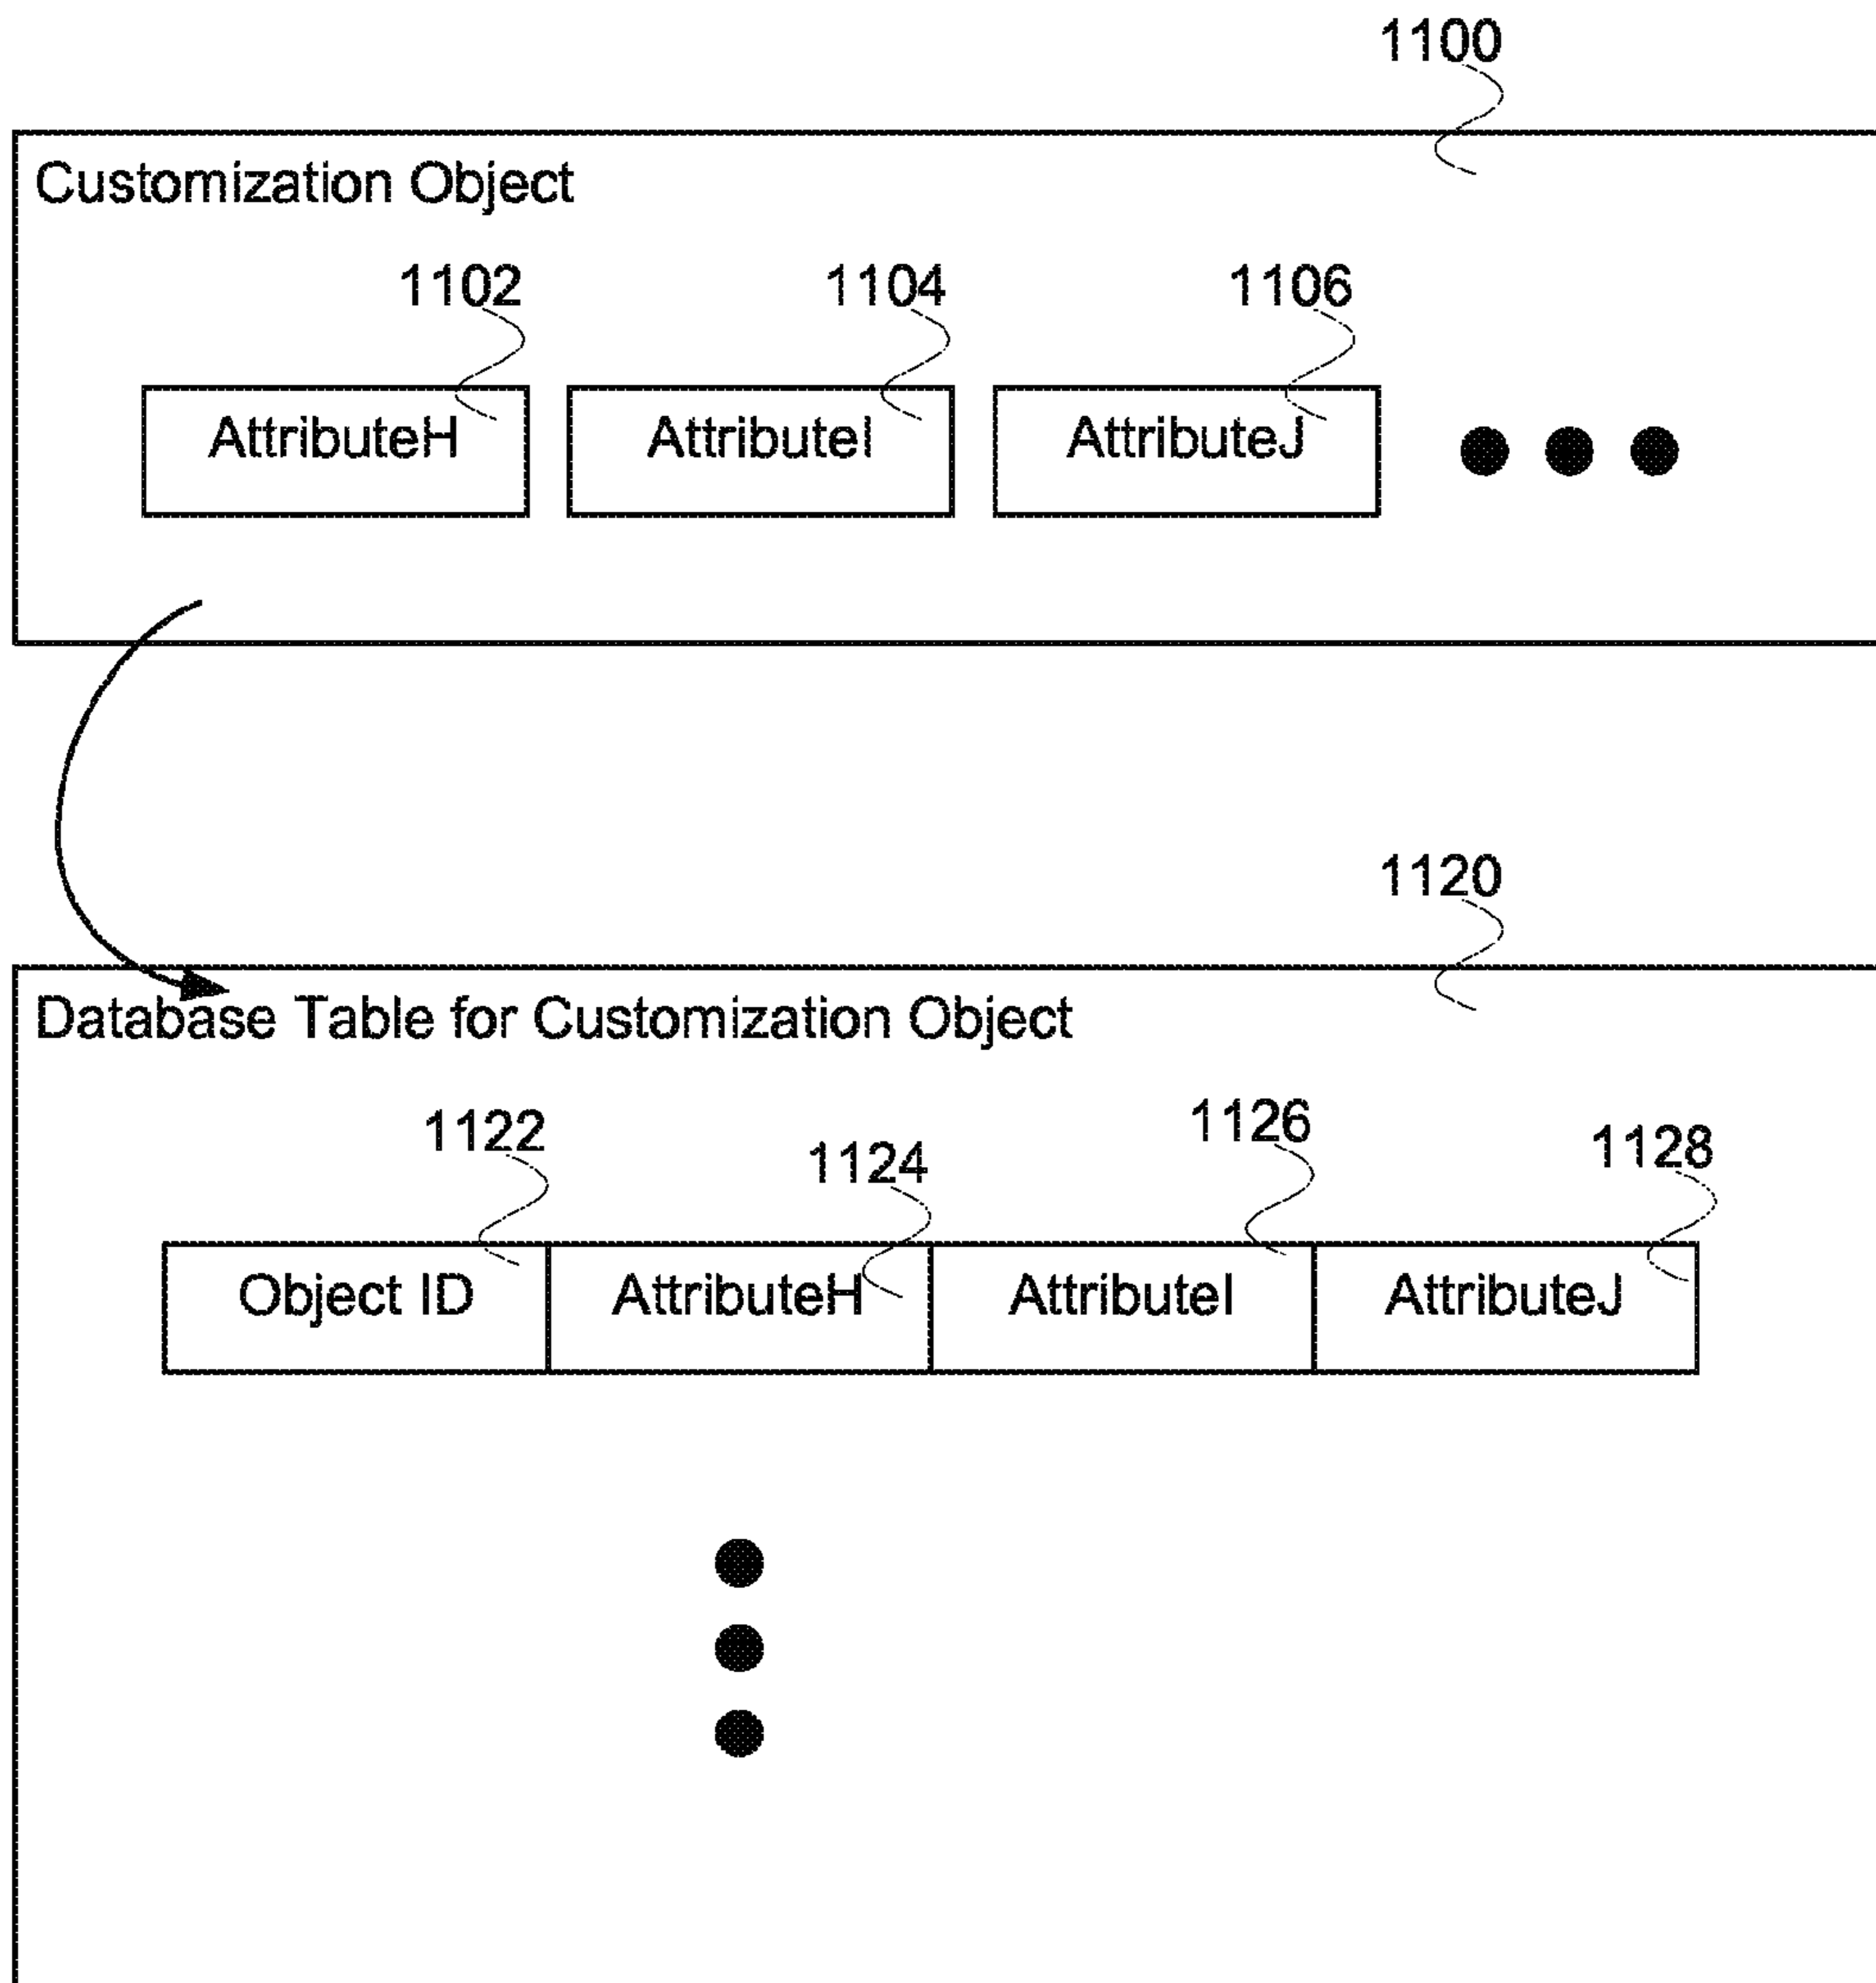 1100
Customization Object
1102 1104 1106
AttributeH AttributeI AttributeJ
1120
Database Table for Customization Object
1122 1124 1126 1128
Object ID AttributeH AttributeI AttributeJ